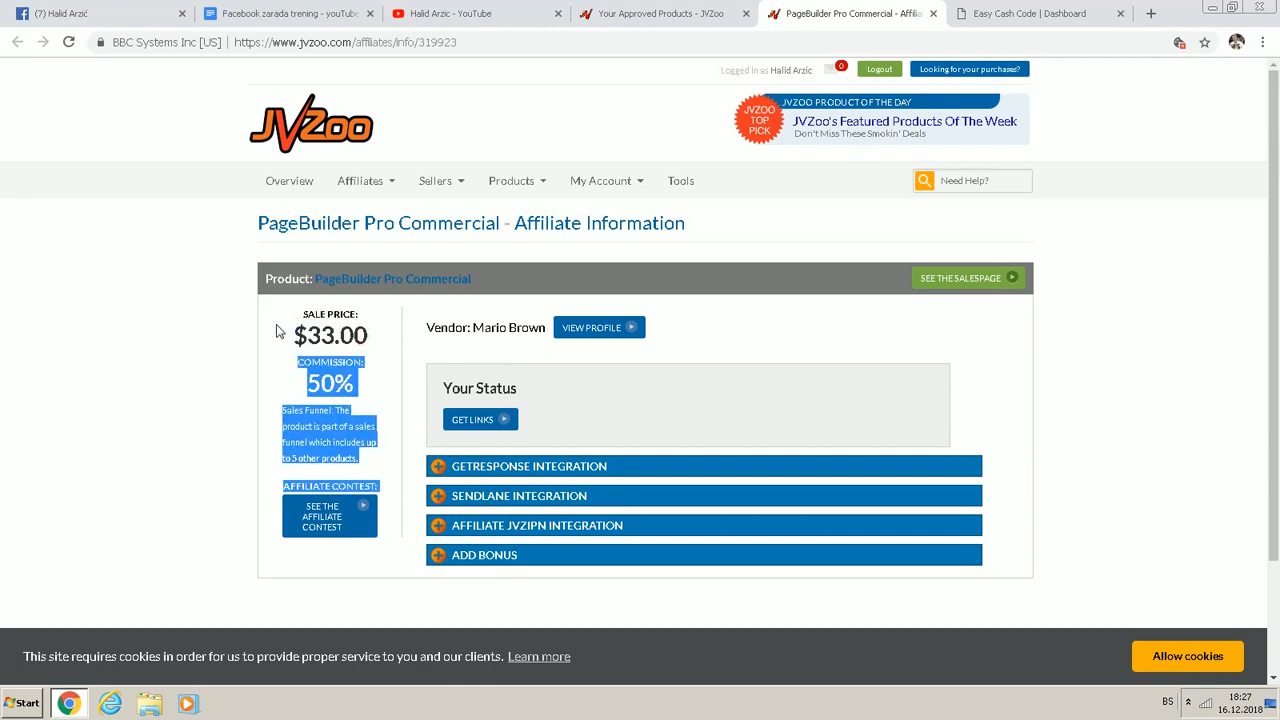 (7) Halid Arzić
Facebook zarada trening - youTub
Halid Arzic - YouTube
Your Approved Products - JVZoo
PageBuilder Pro Commercial - Affilia
Easy Cash Code | Dashboard
BBC Systems Inc [US]
https://www.jvzoo.com/affiliates/info/319923
Logged in as Halid Arzic
0
Logout
Looking for your purchases?
JVZoo
JVZOO TOP PICK
JVZOO PRODUCT OF THE DAY
JVZoo's Featured Products Of The Week
Don't Miss These Smokin' Deals
Overview
Affiliates
Sellers
Products
My Account
Tools
Need Help?
PageBuilder Pro Commercial - Affiliate Information
Product: PageBuilder Pro Commercial
SEE THE SALESPAGE
SALE PRICE:
$33.00
COMMISSION:
50%
Sales Funnel: The
product is part of a sales
funnel which includes up
to 5 other products.
AFFILIATE CONTEST:
SEE THE
AFFILIATE
CONTEST
Vendor: Mario Brown
VIEW PROFILE
Your Status
GET LINKS
GETRESPONSE INTEGRATION
SENDLANE INTEGRATION
AFFILIATE JVZIPN INTEGRATION
ADD BONUS
This site requires cookies in order for us to provide proper service to you and our clients. Learn more
Allow cookies
Start
BS
18:27
16.12.2018